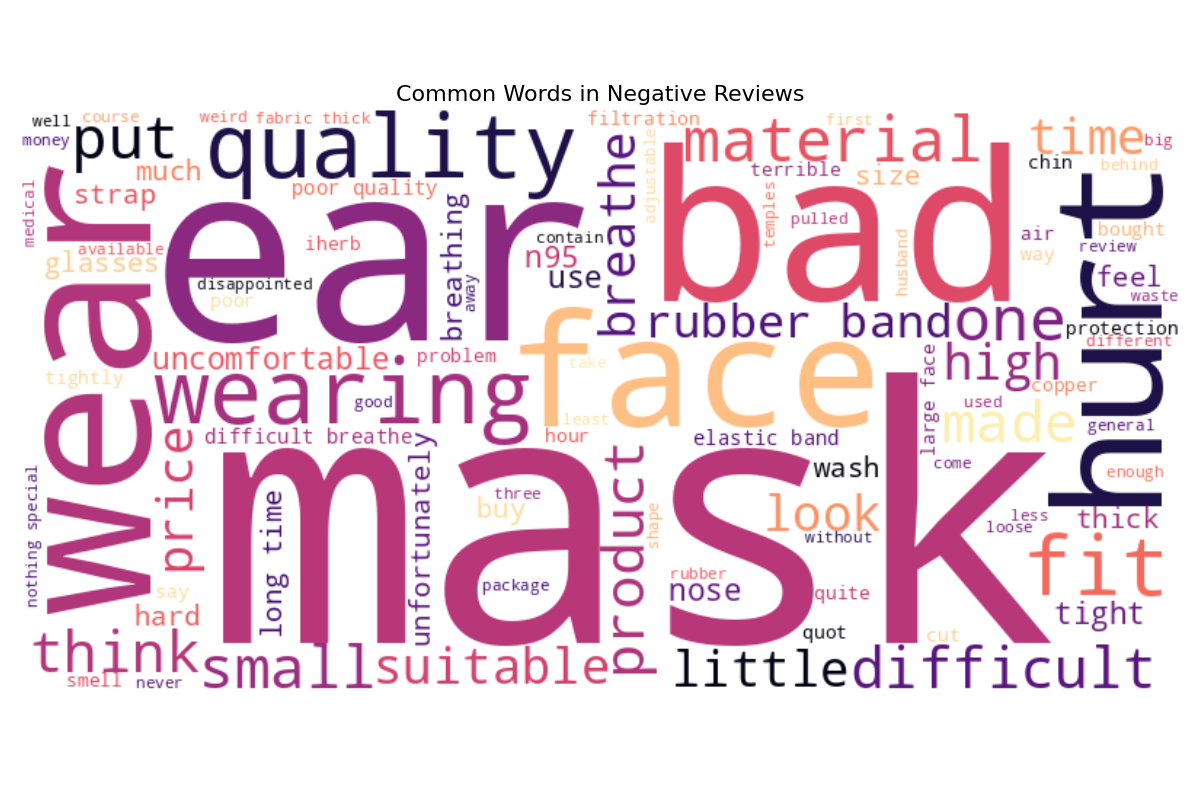 Common Words in Negative Reviews
well
course
weird
fabric thick
filtration
first
money
put
quality
material
time
big
much
adjustable
chin
behind
medical
strap
poor quality
breathe
terrible
size
temples
wear
ear
bad
hurt
breathing
iherb
contain
pulled
air
bought
available
n95
husband
way
review
glasses
disappointed
away
use
feel
poor
waste
rubber band
one
protection
different
uncomfortable
problem
face
take
high
tightly
wearing
good
large face
copper
used
made
least
general
price
difficult breathe
hour
elastic band
unfortunately
product
wash
come
enough
nothing special
mask
long time
three
buy
shape
look
without
less
loose
thick
fit
package
rubber
nose
quite
say
hard
tight
quot
cut
think
small
suitable
little
difficult
smell
never